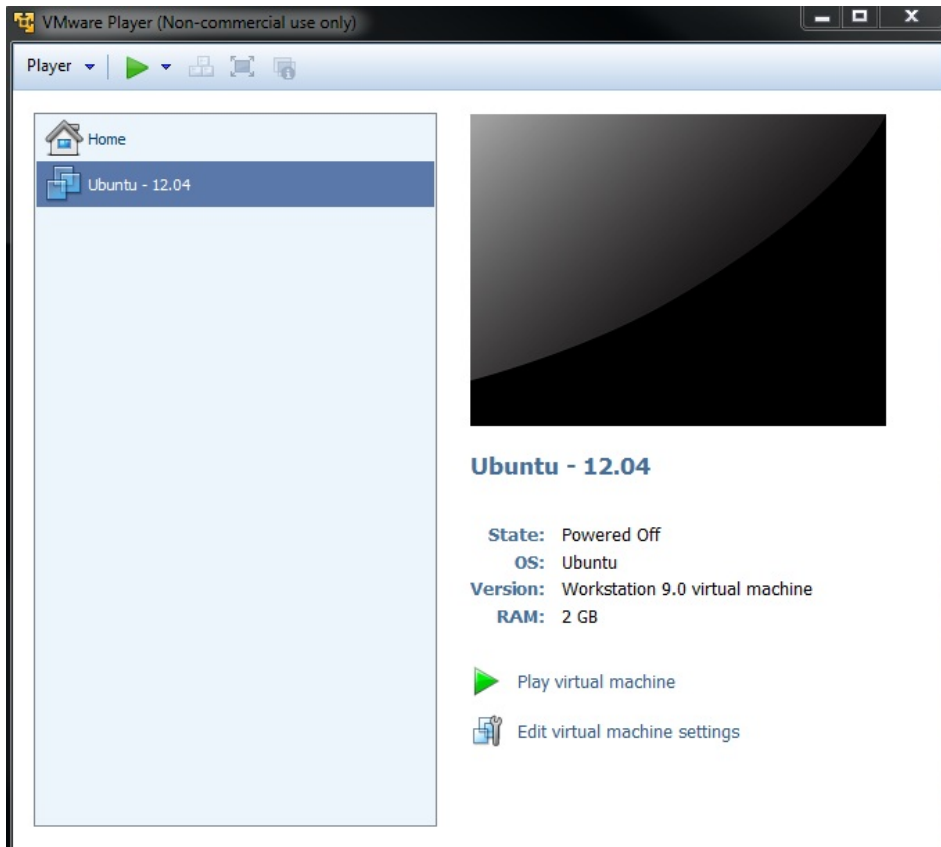 VMware Player (Non-commercial use only)
Player
Home
Ubuntu - 12.04
Ubuntu - 12.04
State: Powered Off
OS: Ubuntu
Version: Workstation 9.0 virtual machine
RAM: 2 GB
Play virtual machine
Edit virtual machine settings